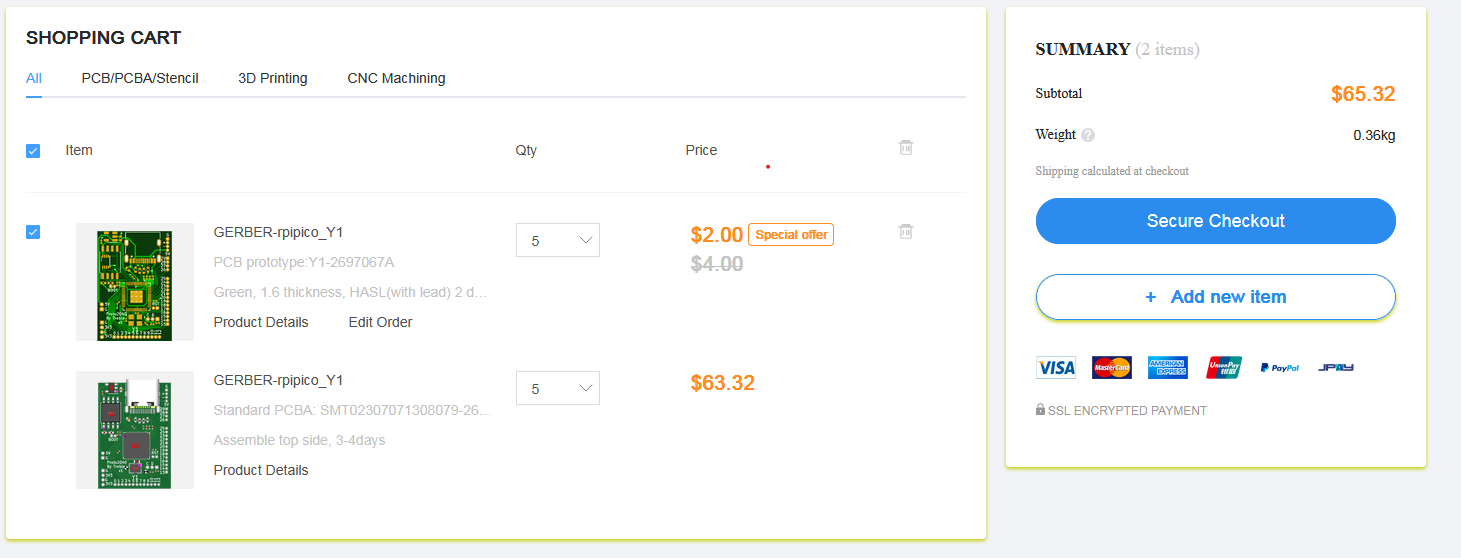 SHOPPING CART
All
PCB/PCBA/Stencil
3D Printing
CNC Machining
Item
Qty
Price
GERBER-rpipico_Y1
PCB prototype:Y1-2697067A
Green, 1.6 thickness, HASL(with lead) 2 d...
Product Details
Edit Order
5
$2.00
Special offer
$4.00
GERBER-rpipico_Y1
Standard PCBA: SMT02307071308079-26...
Assemble top side, 3-4days
Product Details
5
$63.32
SUMMARY (2 items)
Subtotal
$65.32
Weight ?
0.36kg
Shipping calculated at checkout
Secure Checkout
+ Add new item
VISA
MasterCard
AMERICAN EXPRESS
UnionPay
PayPal
JPAY
SSL ENCRYPTED PAYMENT